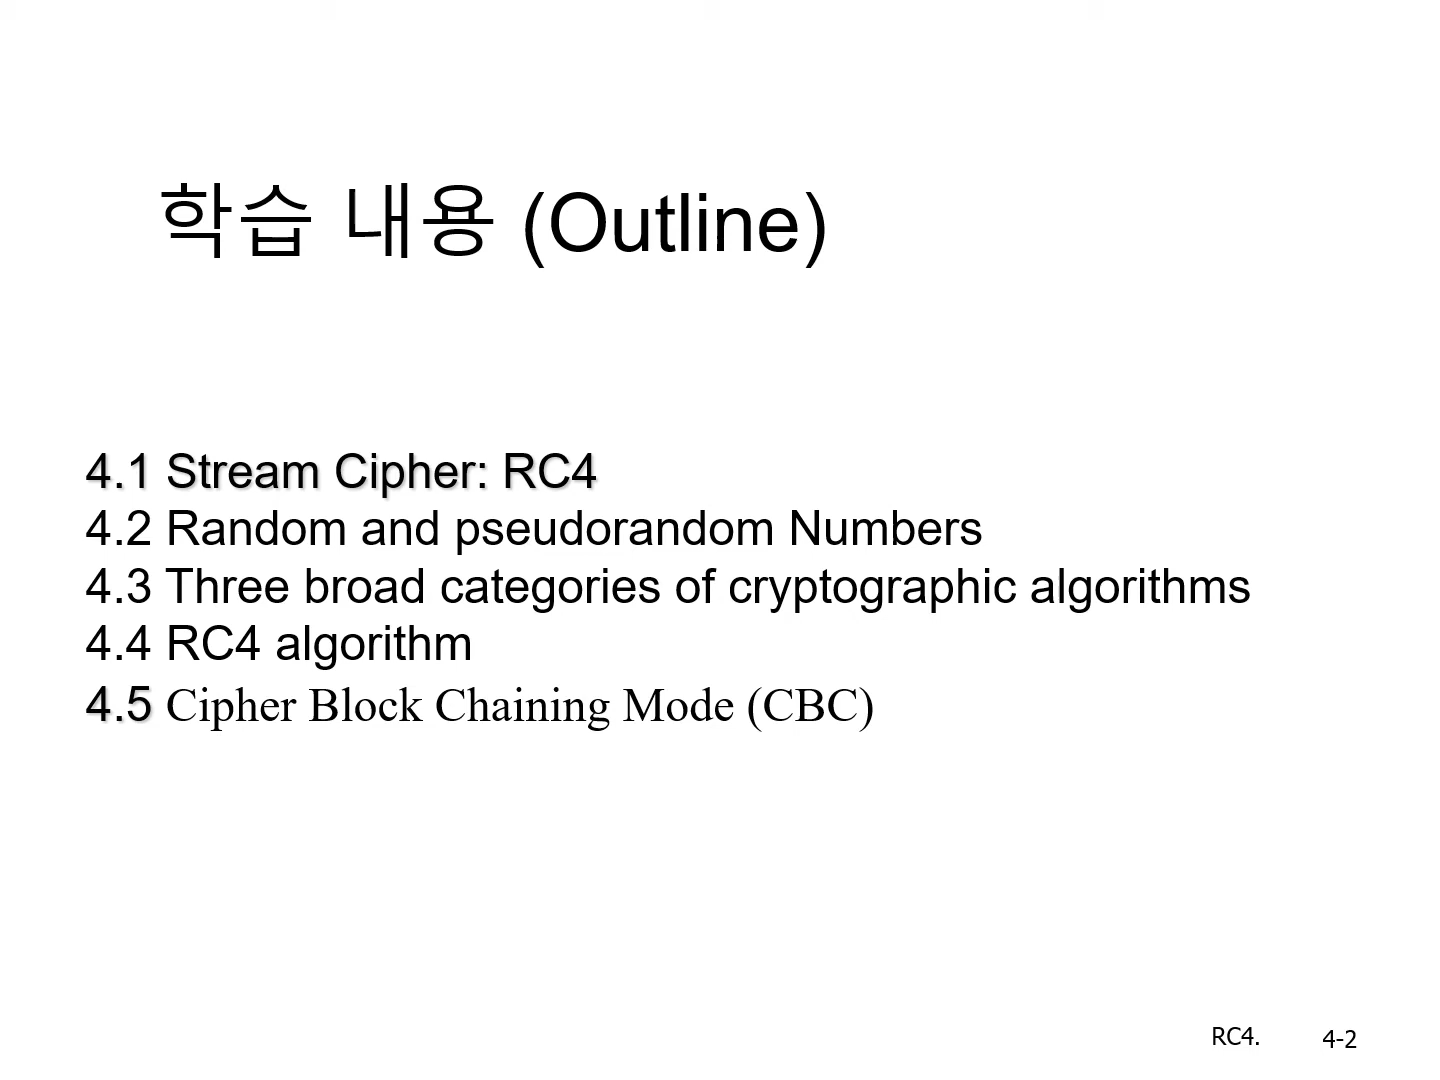 학습 내용 (Outline)
4.1 Stream Cipher: RC4
4.2 Random and pseudorandom Numbers
4.3 Three broad categories of cryptographic algorithms
4.4 RC4 algorithm
4.5 Cipher Block Chaining Mode (CBC)
RC4. 4-2